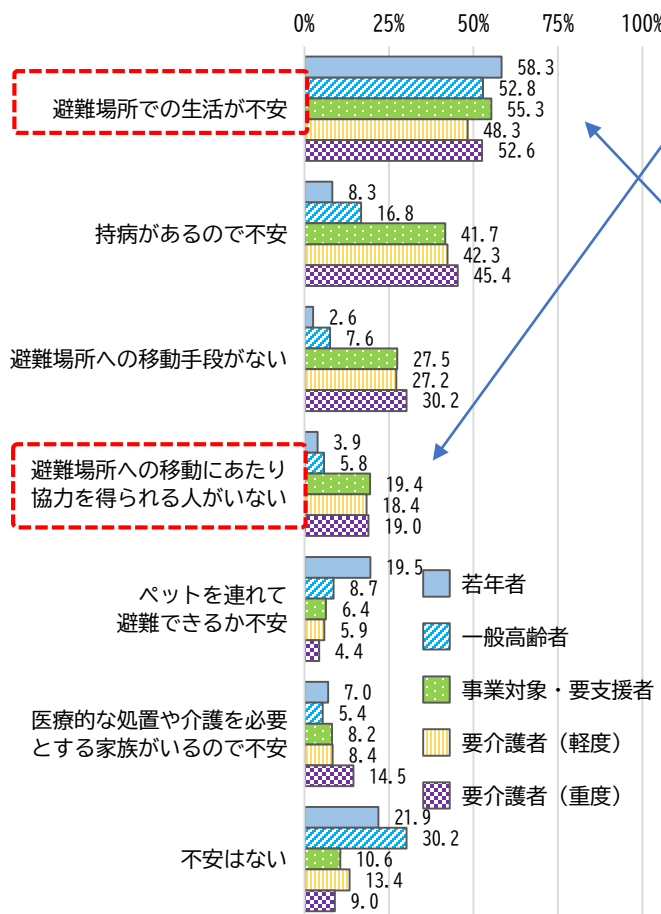 0% 25% 50% 75% 100%
避難場所での生活が不安
58.3
52.8
55.3
48.3
52.6
持病があるので不安
8.3
16.8
41.7
42.3
45.4
避難場所への移動手段がない
2.6
7.6
27.5
27.2
30.2
避難場所への移動にあたり
協力を得られる人がいない
3.9
5.8
19.4
18.4
19.0
ペットを連れて
避難できるか不安
19.5
8.7
6.4
5.9
4.4
医療的な処置や介護を必要
とする家族がいるので不安
7.0
5.4
8.2
8.4
14.5
不安はない
21.9
30.2
10.6
13.4
9.0
若年者
一般高齢者
事業対象・要支援者
要介護者（軽度）
要介護者（重度）